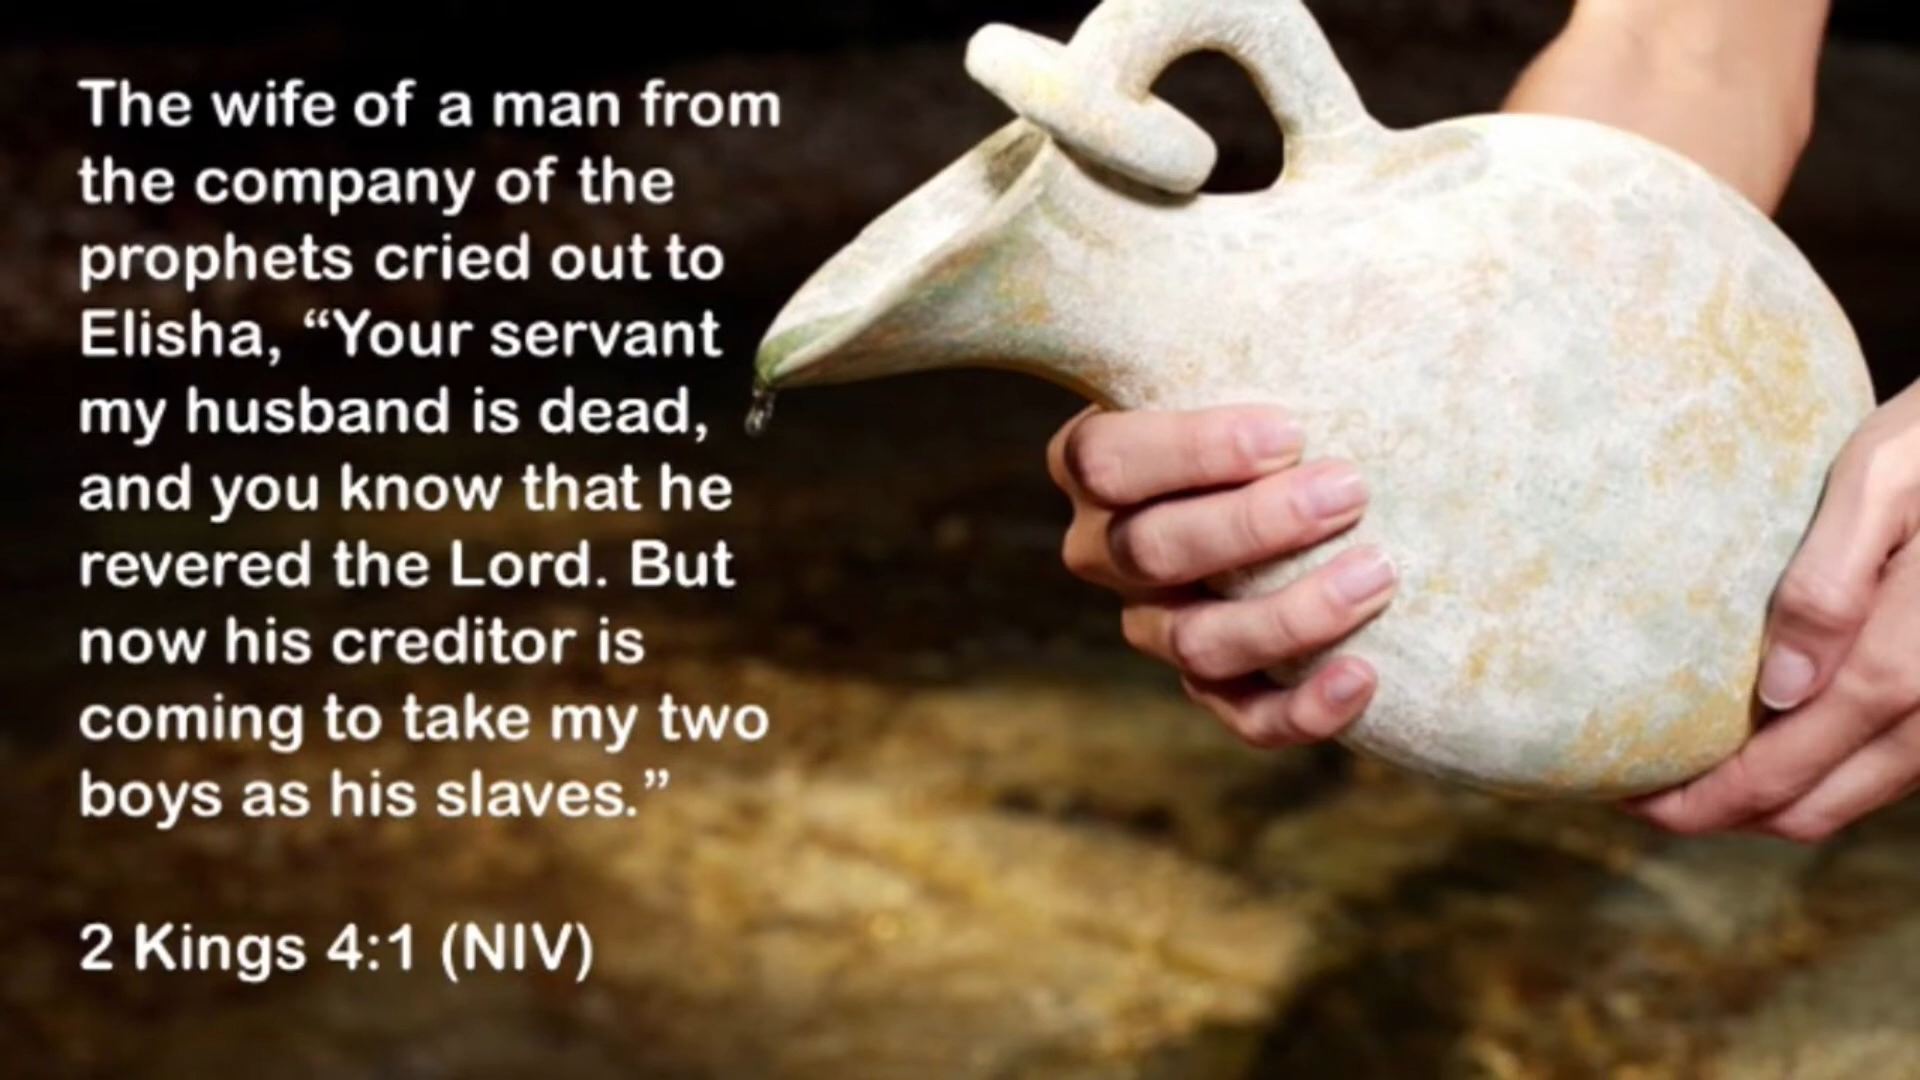 The wife of a man from
the company of the
prophets cried out to
Elisha, “Your servant
my husband is dead,
and you know that he
revered the Lord. But
now his creditor is
coming to take my two
boys as his slaves.”
2 Kings 4:1 (NIV)